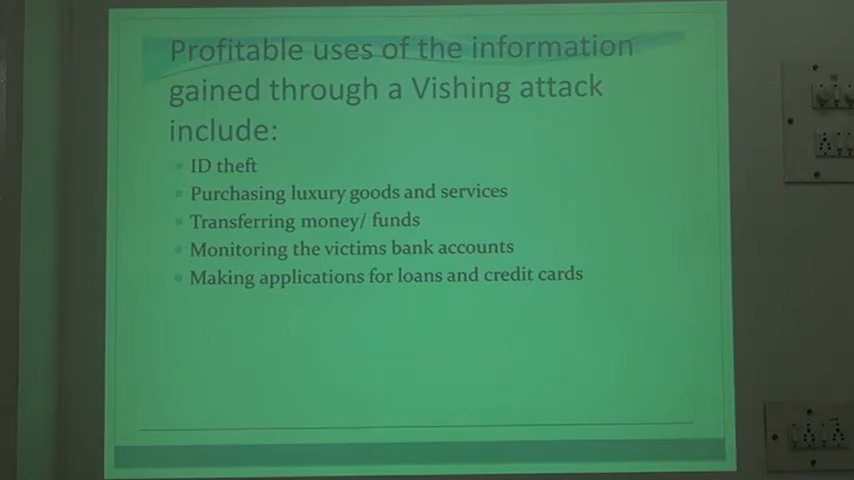 Profitable uses of the information
gained through a Vishing attack
include:
ID theft
Purchasing luxury goods and services
Transferring money/ funds
Monitoring the victims bank accounts
Making applications for loans and credit cards